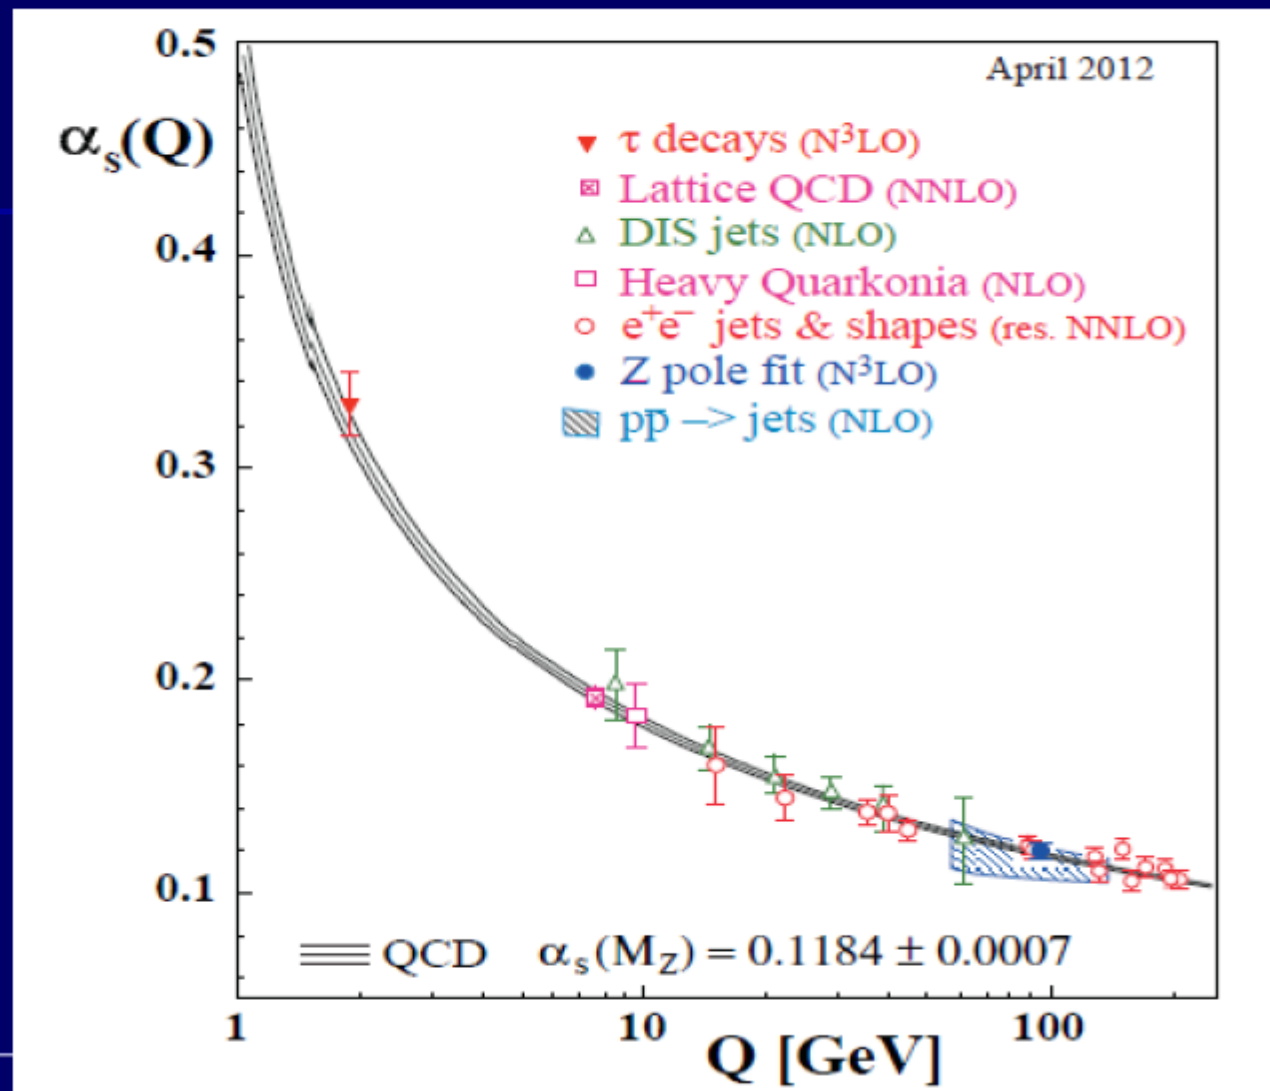 0.5
April 2012
αₛ(Q)
τ decays (N³LO)
Lattice QCD (NNLO)
DIS jets (NLO)
Heavy Quarkonia (NLO)
e⁺e⁻ jets & shapes (res. NNLO)
Z pole fit (N³LO)
pp̅ –> jets (NLO)
0.4
0.3
0.2
0.1
QCD αₛ(M_Z) = 0.1184 ± 0.0007
1 10 100
Q [GeV]